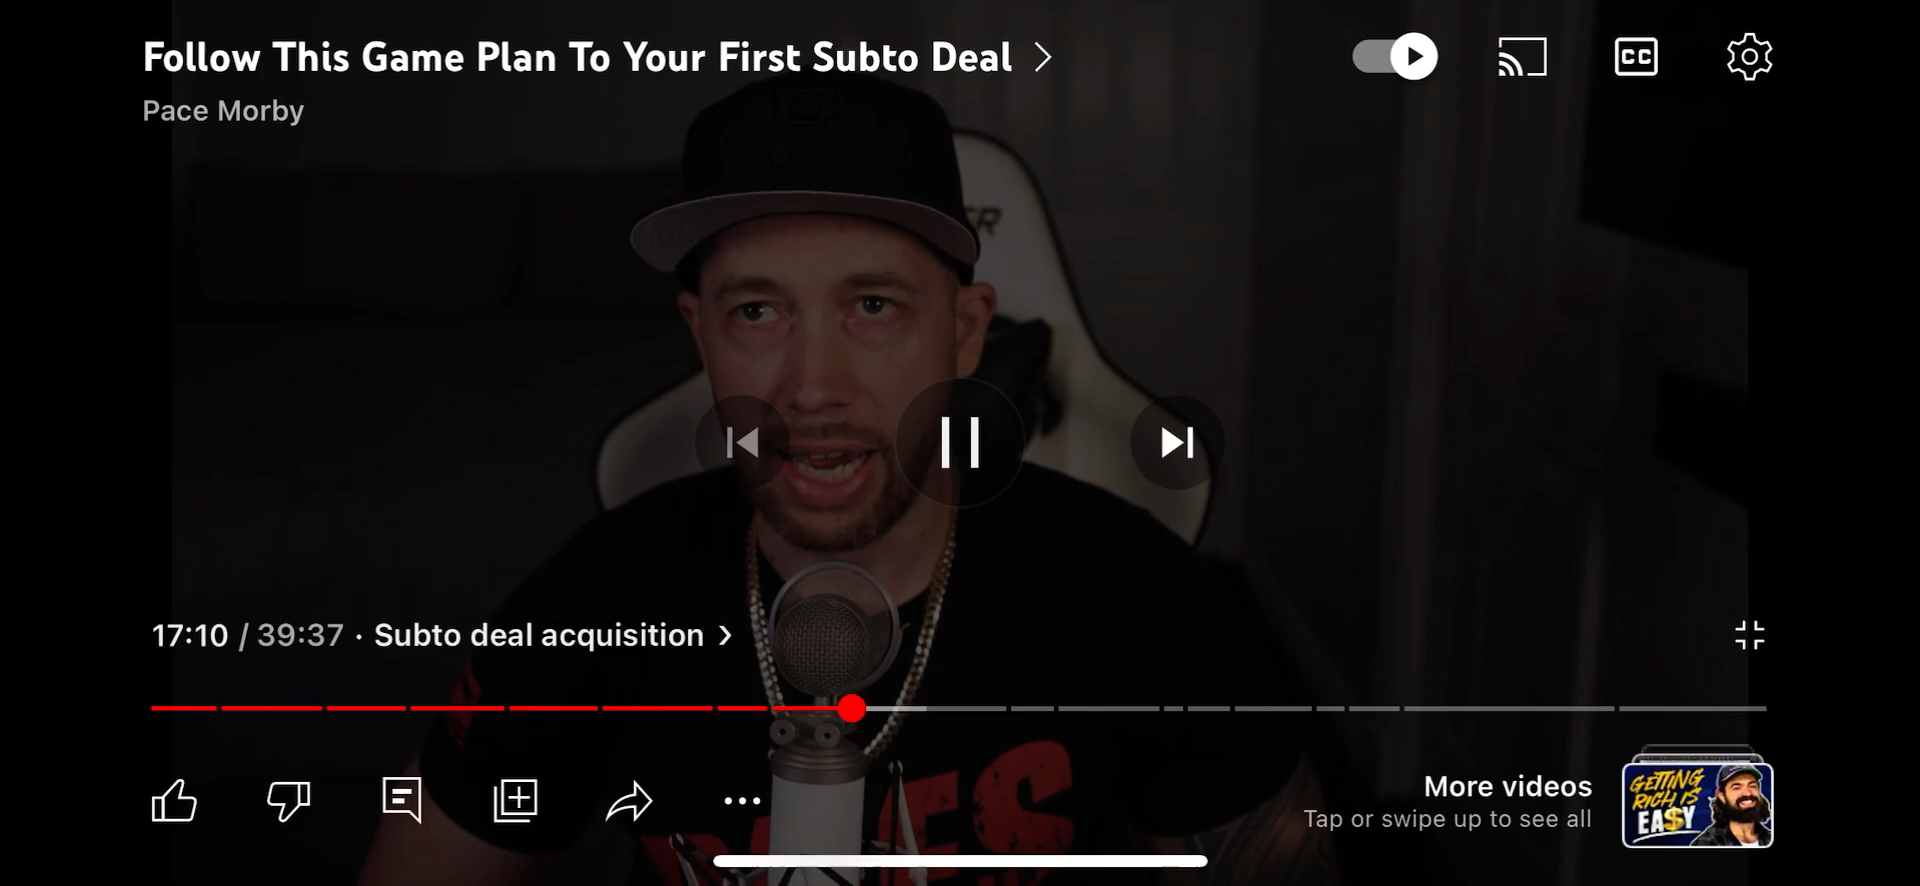 Follow This Game Plan To Your First Subto Deal
CC
Pace Morby
P
17:10 / 39:37 · Subto deal acquisition
More videos
Tap or swipe up to see all
GETTING
RICH IS
EA$Y